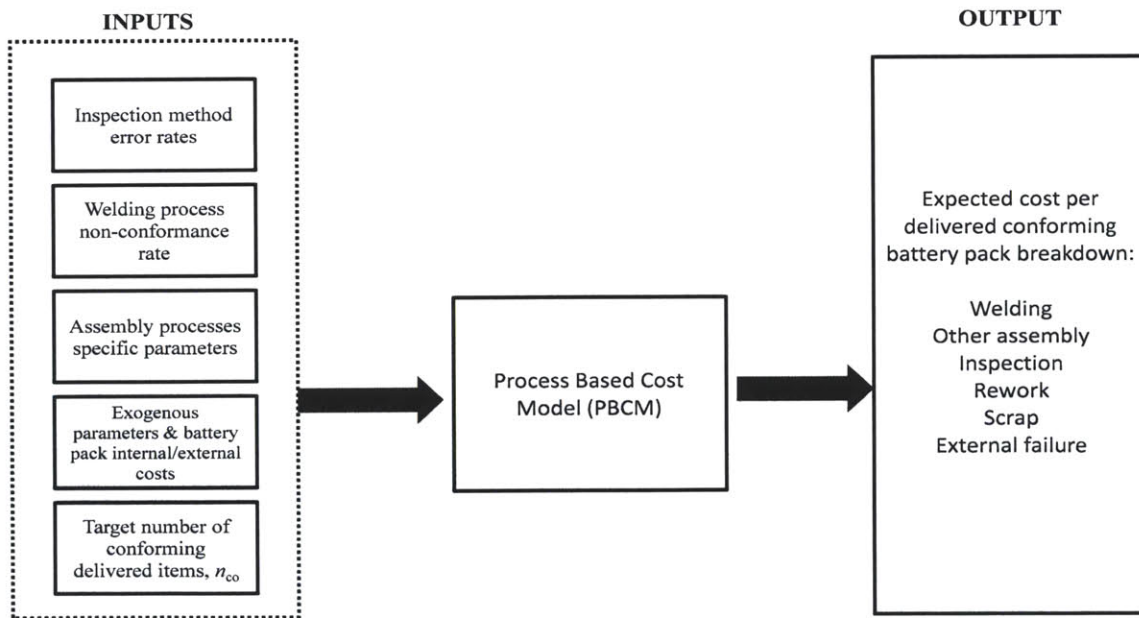 INPUTS
Inspection method
error rates
Welding process
non-conformance
rate
Assembly processes
specific parameters
Exogenous
parameters & battery
pack internal/external
costs
Target number of
conforming
delivered items, nco
Process Based Cost
Model (PBCM)
OUTPUT
Expected cost per
delivered conforming
battery pack breakdown:
Welding
Other assembly
Inspection
Rework
Scrap
External failure